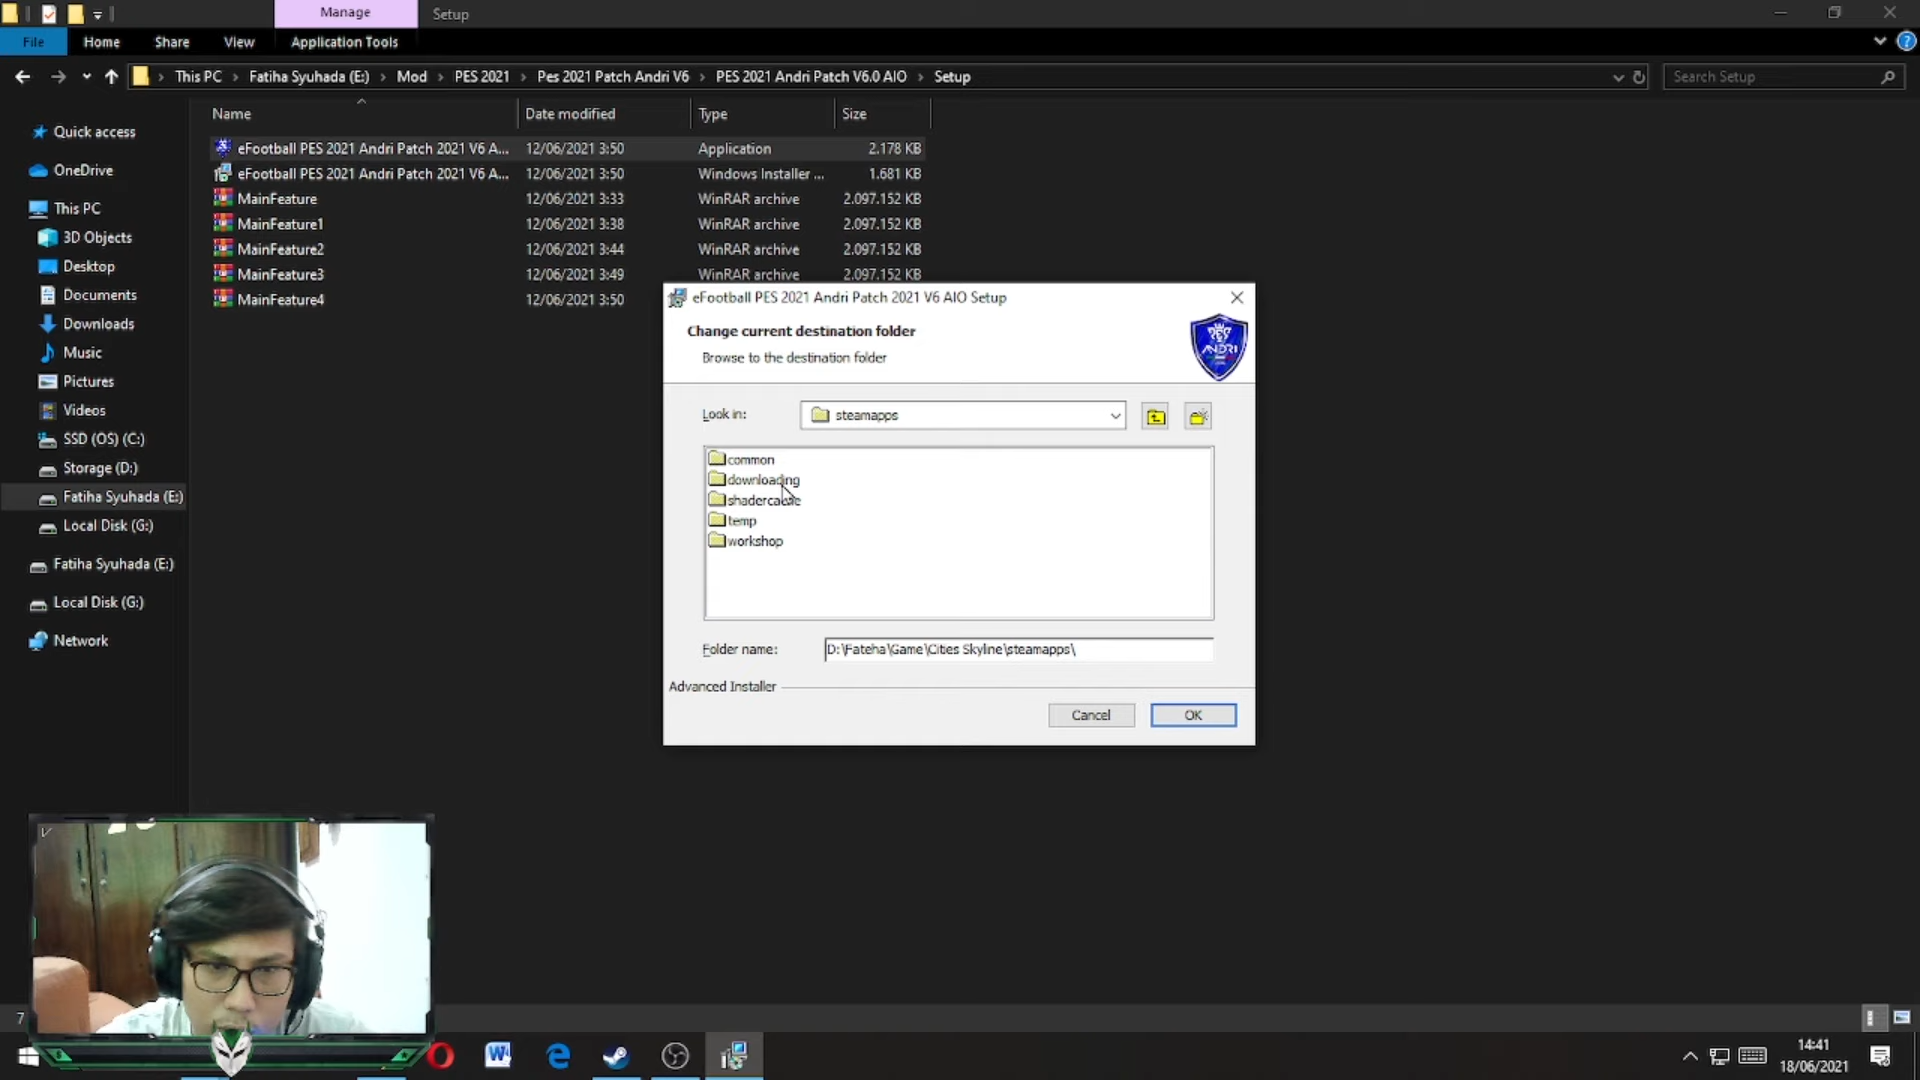 Manage
Setup
File
Home
Share
View
Application Tools
This PC
Fatiha Syuhada (E:)
Mod
PES 2021
Pes 2021 Patch Andri V6
PES 2021 Andri Patch V6.0 AIO
Setup
Search Setup
Name
Date modified
Type
Size
eFootball PES 2021 Andri Patch 2021 V6 A... 12/06/2021 3:50 Application 2.178 KB
eFootball PES 2021 Andri Patch 2021 V6 A... 12/06/2021 3:50 Windows Installer ... 1.681 KB
MainFeature 12/06/2021 3:33 WinRAR archive 2.097.152 KB
MainFeature1 12/06/2021 3:38 WinRAR archive 2.097.152 KB
MainFeature2 12/06/2021 3:44 WinRAR archive 2.097.152 KB
MainFeature3 12/06/2021 3:49 WinRAR archive 2.097.152 KB
MainFeature4 12/06/2021 3:50
Quick access
OneDrive
This PC
3D Objects
Desktop
Documents
Downloads
Music
Pictures
Videos
SSD (OS) (C:)
Storage (D:)
Fatiha Syuhada (E:)
Local Disk (G:)
Fatiha Syuhada (E:)
Local Disk (G:)
Network
eFootball PES 2021 Andri Patch 2021 V6 AIO Setup
Change current destination folder
Browse to the destination folder
ANDRI
Look in:
steamapps
common
downloading
shadercache
temp
workshop
Folder name:
D:\Fateha\Game\Cities Skyline\steamapps\
Advanced Installer
Cancel
OK
7
14:41
18/06/2021